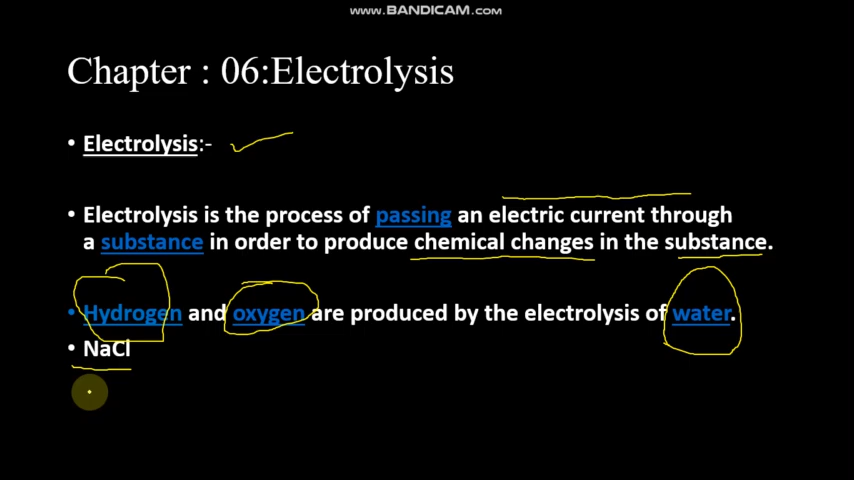 www.BANDICAM.com
Chapter : 06:Electrolysis
• Electrolysis:-
• Electrolysis is the process of passing an electric current through
a substance in order to produce chemical changes in the substance.
• Hydrogen and oxygen are produced by the electrolysis of water.
• NaCl